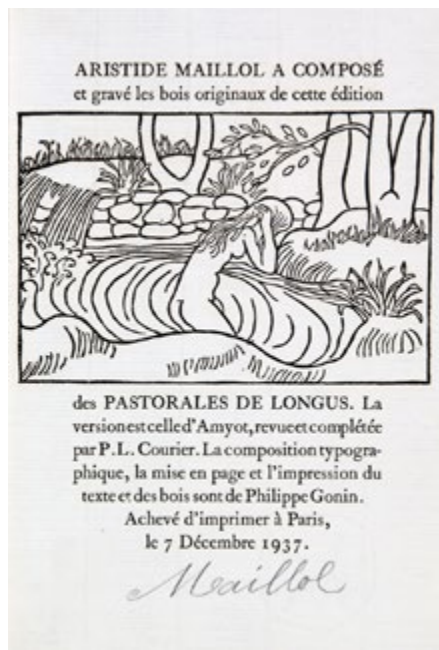 ARISTIDE MAILLOL A COMPOSÉ
et gravé les bois originaux de cette édition
des PASTORALES DE LONGUS. La
version est celle d'Amyot, revue et complétée
par P. L. Courier. La composition typogra-
phique, la mise en page et l'impression du
texte et des bois sont de Philippe Gonin.
Achevé d'imprimer à Paris,
le 7 Décembre 1937.
Maillol